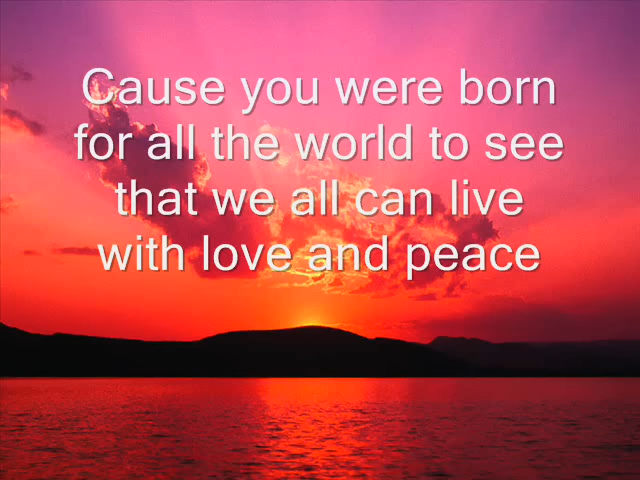 Cause you were born
for all the world to see
that we all can live
with love and peace